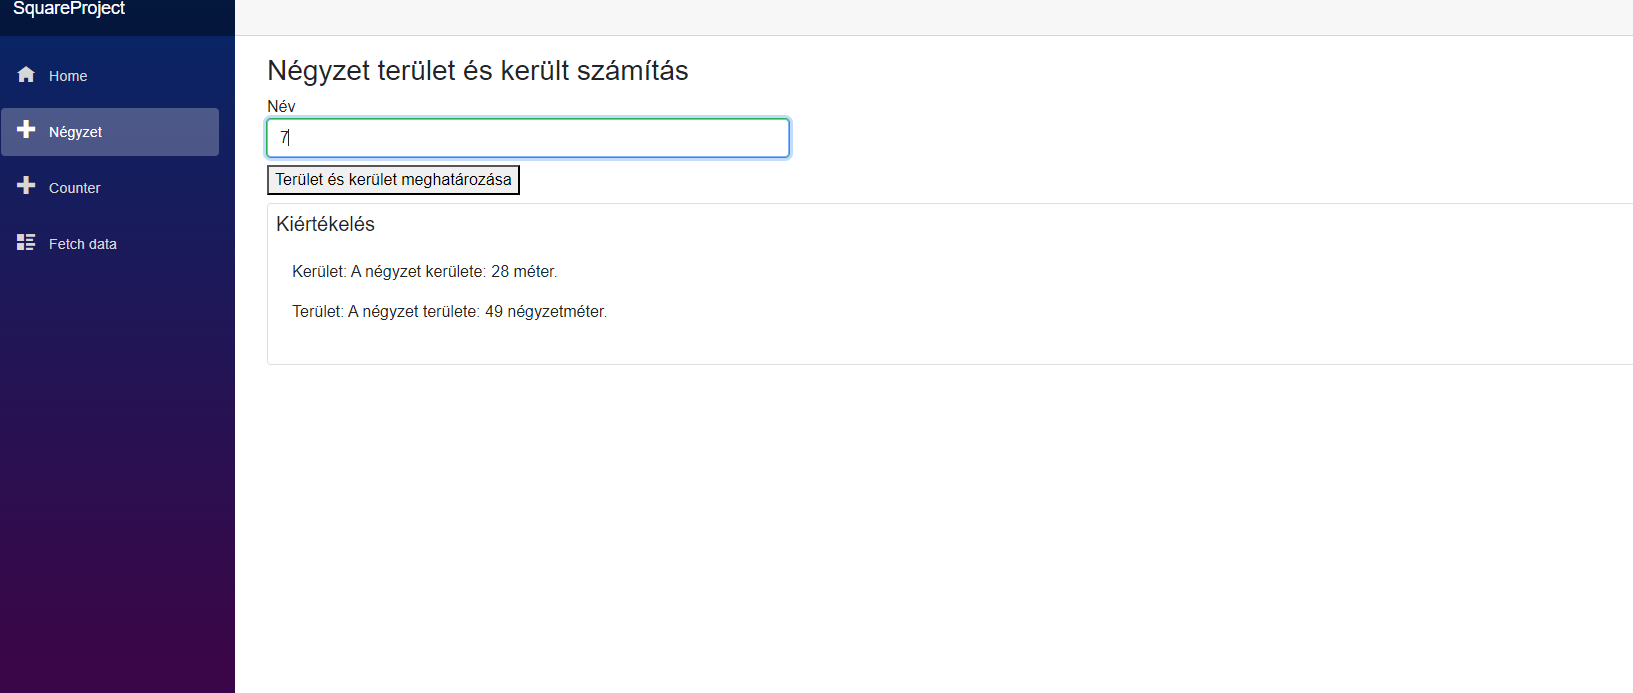 SquareProject
Home
Négyzet
Counter
Fetch data
Négyzet terület és került számítás
Név
7
Terület és kerület meghatározása
Kiértékelés
Kerület: A négyzet kerülete: 28 méter.
Terület: A négyzet területe: 49 négyzetméter.